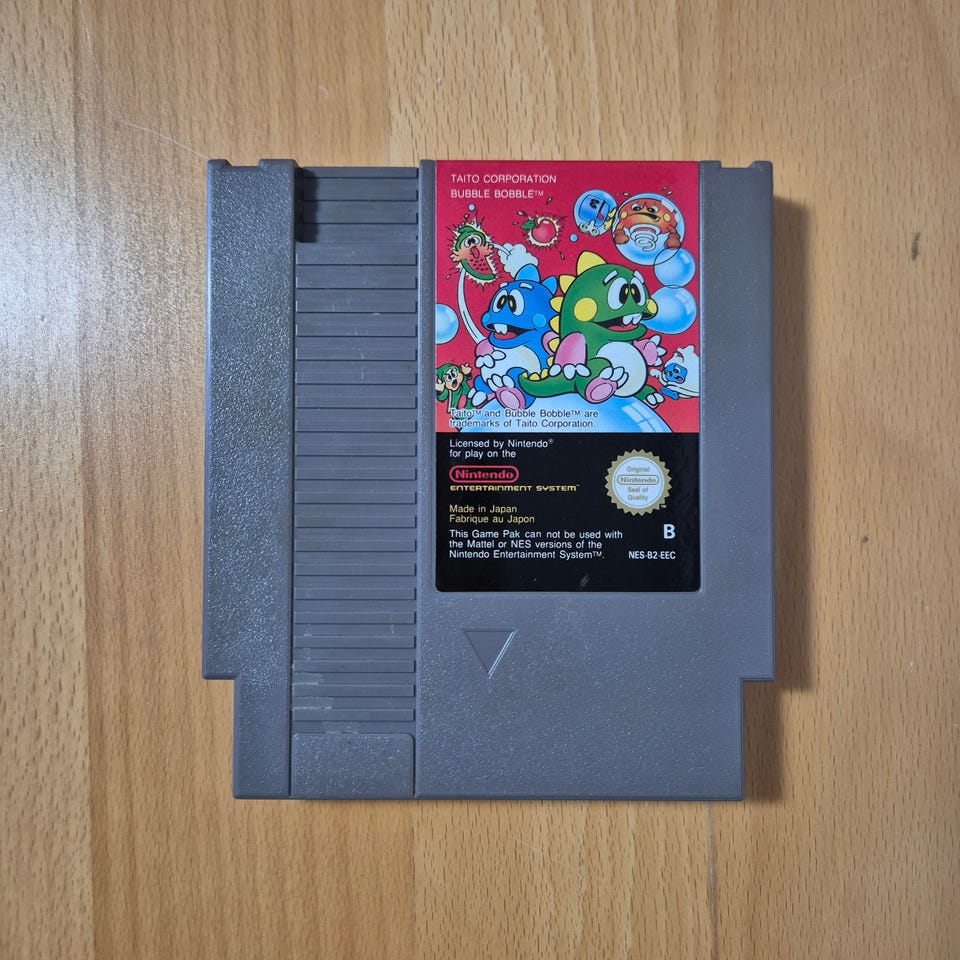 TAITO CORPORATION
BUBBLE BOBBLE™
Taito™ and Bubble Bobble™ are
trademarks of Taito Corporation.
Licensed by Nintendo®
for play on the
Nintendo
ENTERTAINMENT SYSTEM™
Original
Nintendo
Seal of
Quality
TM
Made in Japan
Fabrique au Japon
This Game Pak can not be used with
the Mattel or NES versions of the
Nintendo Entertainment System™.
B
NES-B2-EEC